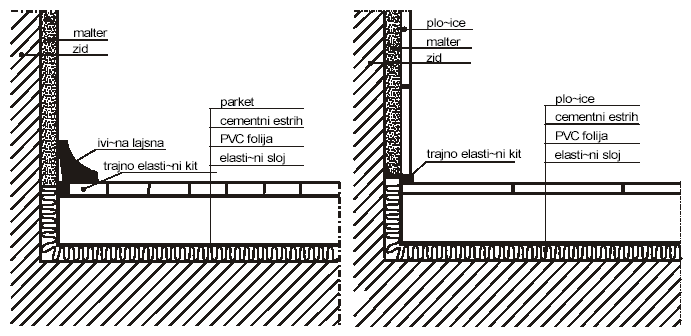 malter
zid
parket
cementni estrih
PVC folija
elasti~ni sloj
ivi~na lajsna
trajno elasti~ni kit
plo~ice
malter
zid
plo~ice
cementni estrih
PVC folija
elasti~ni sloj
trajno elasti~ni kit